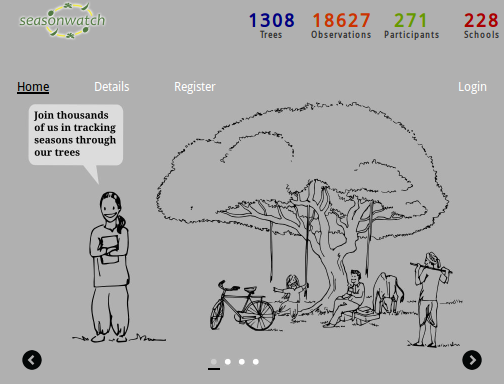 seasonwatch
1308 18627 271 228
Trees Observations Participants Schools
Home Details Register Login
Join thousands
of us in tracking
seasons through
our trees